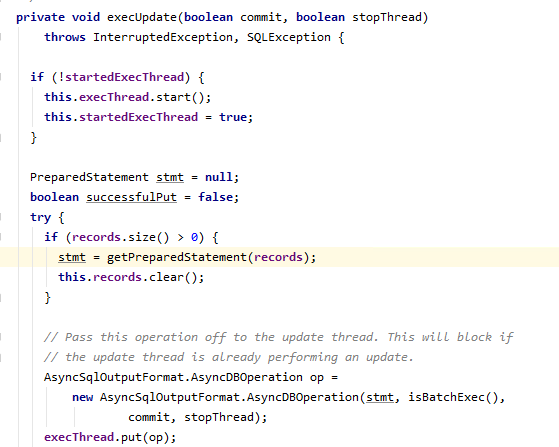 private void execUpdate(boolean commit, boolean stopThread)
throws InterruptedException, SQLException {
if (!startedExecThread) {
this.execThread.start();
this.startedExecThread = true;
}
PreparedStatement stmt = null;
boolean successfulPut = false;
try {
if (records.size() > 0) {
stmt = getPreparedStatement(records);
this.records.clear();
}
// Pass this operation off to the update thread. This will block if
// the update thread is already performing an update.
AsyncSqlOutputFormat.AsyncDBOperation op =
new AsyncSqlOutputFormat.AsyncDBOperation(stmt, isBatchExec(),
commit, stopThread);
execThread.put(op);